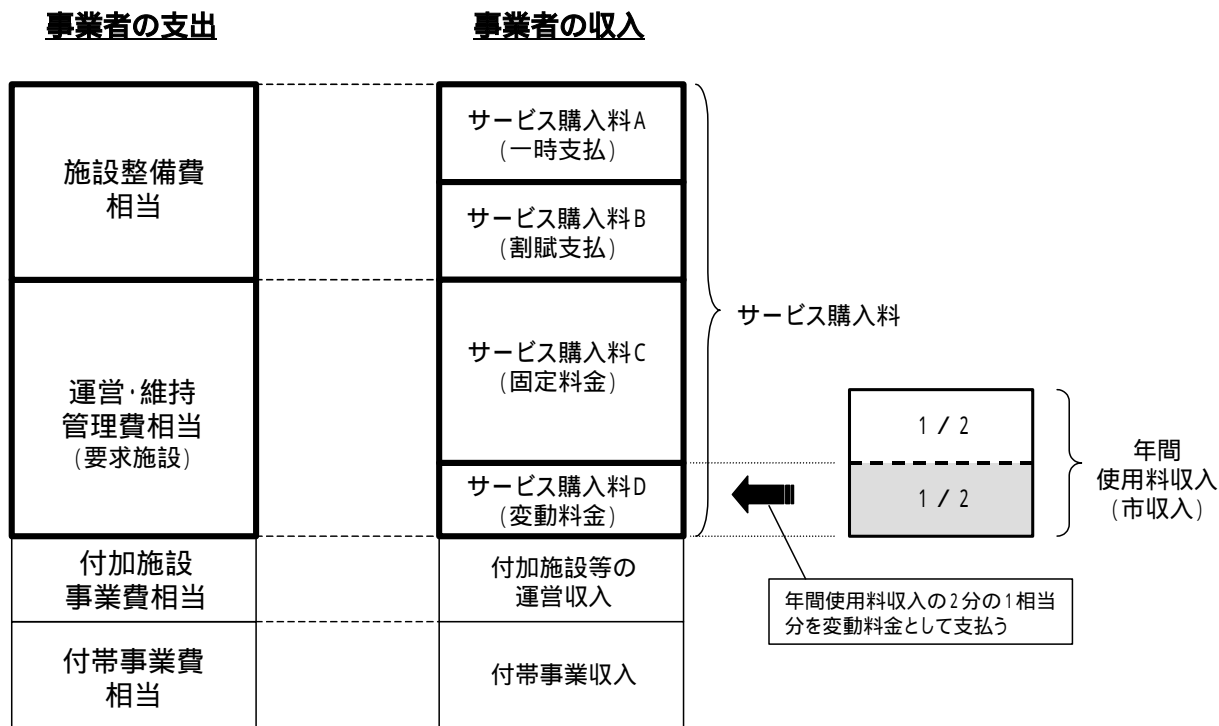 事業者の支出
事業者の収入
施設整備費
相当
運営・維持
管理費相当
(要求施設)
付加施設
事業費相当
付帯事業費
相当
サービス購入料A
(一時支払)
サービス購入料B
(割賦支払)
サービス購入料C
(固定料金)
サービス購入料D
(変動料金)
付加施設等の
運営収入
付帯事業収入
サービス購入料
1/2
1/2
年間
使用料収入
(市収入)
年間使用料収入の2分の1相当
分を変動料金として支払う